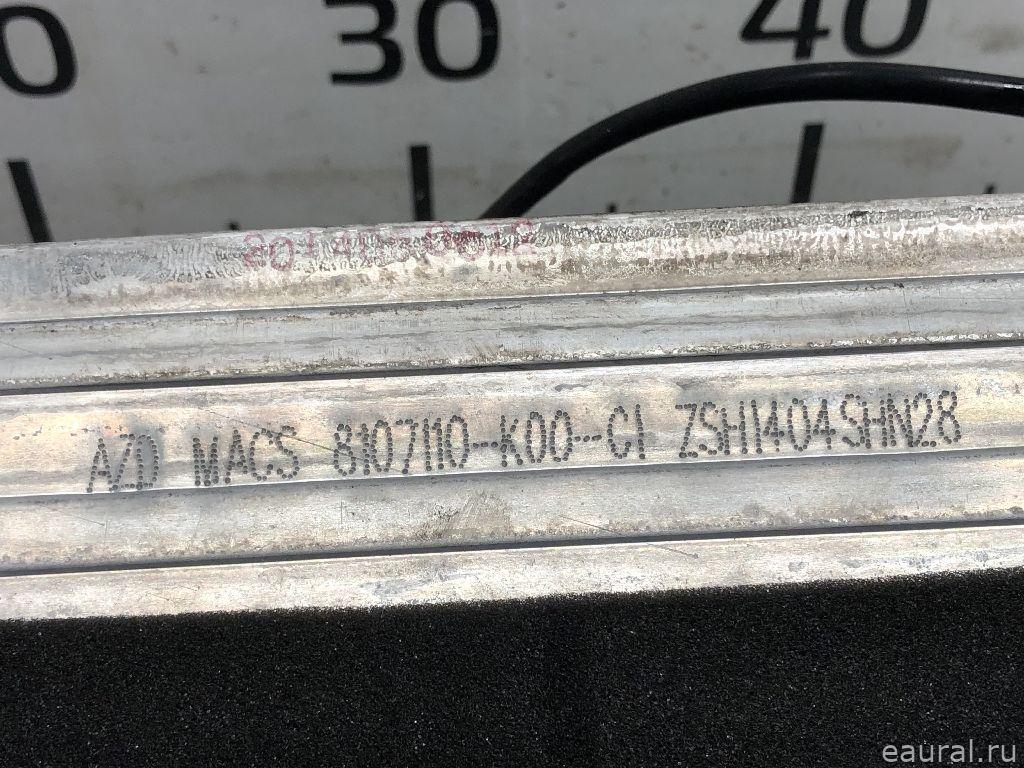 30 40
AZD MACS 8107110-K00--C1 ZSH1404SHN28
eaural.ru